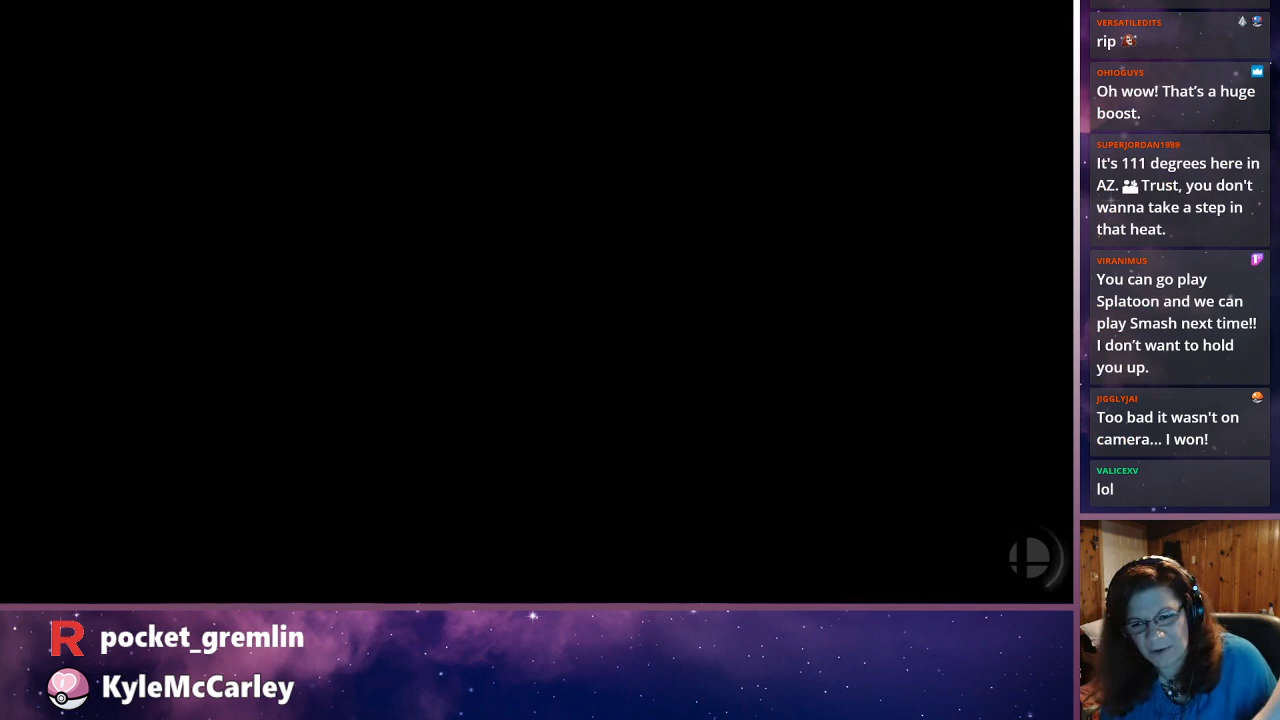 VERSATILEDITS
rip
OHIOGUYS
Oh wow! That's a huge
boost.
SUPERJORDAN1989
It's 111 degrees here in
AZ. Trust, you don't
wanna take a step in
that heat.
VIRANIMUS
You can go play
Splatoon and we can
play Smash next time!!
I don't want to hold
you up.
JIGGLYJAI
Too bad it wasn't on
camera... I won!
VALICEXV
lol
R pocket_gremlin
KyleMcCarley